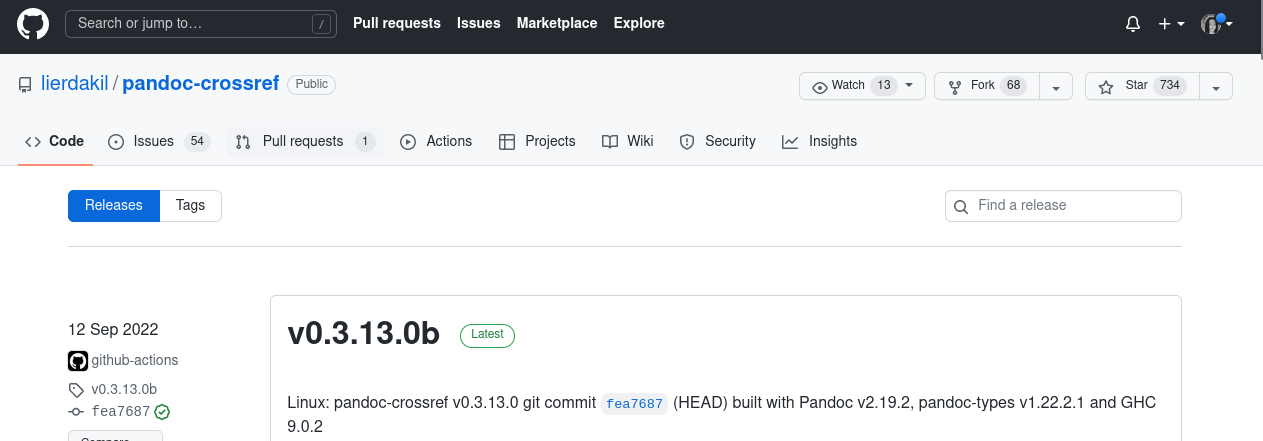 Search or jump to… / Pull requests Issues Marketplace Explore
lierdakil / pandoc-crossref Public Watch 13 Fork 68 Star 734
Code Issues 54 Pull requests 1 Actions Projects Wiki Security Insights
Releases Tags Find a release
12 Sep 2022
v0.3.13.0b Latest
github-actions
v0.3.13.0b
fea7687
Linux: pandoc-crossref v0.3.13.0 git commit fea7687 (HEAD) built with Pandoc v2.19.2, pandoc-types v1.22.2.1 and GHC
9.0.2